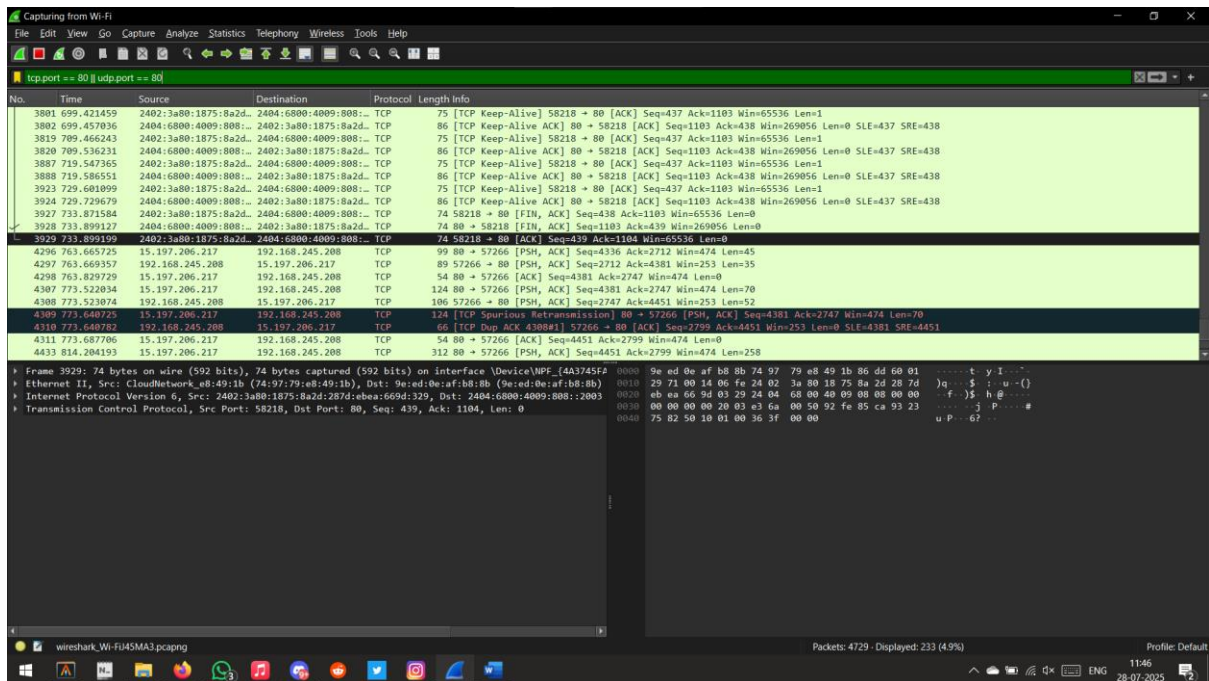 Capturing from Wi-Fi
File Edit View Go Capture Analyze Statistics Telephony Wireless Tools Help
tcp.port == 80 || udp.port == 80
No. Time Source Destination Protocol Length Info
3801 699.421459 2402:3a80:1875:8a2d… 2404:6800:4009:808:… TCP 75 [TCP Keep-Alive] 58218 → 80 [ACK] Seq=437 Ack=1103 Win=65536 Len=1
3802 699.457036 2404:6800:4009:808:… 2402:3a80:1875:8a2d… TCP 86 [TCP Keep-Alive ACK] 80 → 58218 [ACK] Seq=1103 Ack=438 Win=269056 Len=0 SLE=437 SRE=438
3819 709.466243 2402:3a80:1875:8a2d… 2404:6800:4009:808:… TCP 75 [TCP Keep-Alive] 58218 → 80 [ACK] Seq=437 Ack=1103 Win=65536 Len=1
3820 709.536231 2404:6800:4009:808:… 2402:3a80:1875:8a2d… TCP 86 [TCP Keep-Alive ACK] 80 → 58218 [ACK] Seq=1103 Ack=438 Win=269056 Len=0 SLE=437 SRE=438
3887 719.547365 2402:3a80:1875:8a2d… 2404:6800:4009:808:… TCP 75 [TCP Keep-Alive] 58218 → 80 [ACK] Seq=437 Ack=1103 Win=65536 Len=1
3888 719.586551 2404:6800:4009:808:… 2402:3a80:1875:8a2d… TCP 86 [TCP Keep-Alive ACK] 80 → 58218 [ACK] Seq=1103 Ack=438 Win=269056 Len=0 SLE=437 SRE=438
3923 729.601099 2402:3a80:1875:8a2d… 2404:6800:4009:808:… TCP 75 [TCP Keep-Alive] 58218 → 80 [ACK] Seq=437 Ack=1103 Win=65536 Len=1
3924 729.729679 2404:6800:4009:808:… 2402:3a80:1875:8a2d… TCP 86 [TCP Keep-Alive ACK] 80 → 58218 [ACK] Seq=1103 Ack=438 Win=269056 Len=0 SLE=437 SRE=438
3927 733.871584 2402:3a80:1875:8a2d… 2404:6800:4009:808:… TCP 74 58218 → 80 [FIN, ACK] Seq=438 Ack=1103 Win=65536 Len=0
3928 733.899127 2404:6800:4009:808:… 2402:3a80:1875:8a2d… TCP 74 80 → 58218 [FIN, ACK] Seq=1103 Ack=439 Win=269056 Len=0
3929 733.899199 2402:3a80:1875:8a2d… 2404:6800:4009:808:… TCP 74 58218 → 80 [ACK] Seq=439 Ack=1104 Win=65536 Len=0
4296 763.665725 15.197.206.217 192.168.245.208 TCP 99 80 → 57266 [PSH, ACK] Seq=4336 Ack=2712 Win=474 Len=45
4297 763.669357 192.168.245.208 15.197.206.217 TCP 89 57266 → 80 [PSH, ACK] Seq=2712 Ack=4381 Win=253 Len=35
4298 763.829729 15.197.206.217 192.168.245.208 TCP 54 80 → 57266 [ACK] Seq=4381 Ack=2747 Win=474 Len=0
4307 773.522034 15.197.206.217 192.168.245.208 TCP 124 80 → 57266 [PSH, ACK] Seq=4381 Ack=2747 Win=474 Len=70
4308 773.523074 192.168.245.208 15.197.206.217 TCP 106 57266 → 80 [PSH, ACK] Seq=2747 Ack=4451 Win=253 Len=52
4309 773.640725 15.197.206.217 192.168.245.208 TCP 124 [TCP Spurious Retransmission] 80 → 57266 [PSH, ACK] Seq=4381 Ack=2747 Win=474 Len=70
4310 773.640782 192.168.245.208 15.197.206.217 TCP 66 [TCP Dup ACK 4308#1] 57266 → 80 [ACK] Seq=2799 Ack=4451 Win=253 Len=0 SLE=4381 SRE=4451
4311 773.687706 15.197.206.217 192.168.245.208 TCP 54 80 → 57266 [ACK] Seq=4451 Ack=2799 Win=474 Len=0
4433 814.204193 15.197.206.217 192.168.245.208 TCP 312 80 → 57266 [PSH, ACK] Seq=4451 Ack=2799 Win=474 Len=258
Frame 3929: 74 bytes on wire (592 bits), 74 bytes captured (592 bits) on interface \Device\NPF_{4A3745FA
Ethernet II, Src: CloudNetwork_e8:49:1b (74:97:79:e8:49:1b), Dst: 9e:ed:0e:af:b8:8b (9e:ed:0e:af:b8:8b)
Internet Protocol Version 6, Src: 2402:3a80:1875:8a2d:287d:ebea:669d:329, Dst: 2404:6800:4009:808::2003
Transmission Control Protocol, Src Port: 58218, Dst Port: 80, Seq: 439, Ack: 1104, Len: 0
0000 9e ed 0e af b8 8b 74 97 79 e8 49 1b 86 dd 60 01 ······t· y·I···`·
0010 29 71 00 14 06 fe 24 02 3a 80 18 75 8a 2d 28 7d )q····$· :··u·-(}
0020 eb ea 66 9d 03 29 24 04 68 00 40 09 08 08 00 00 ··f··)$· h·@·····
0030 00 00 00 00 20 03 e3 6a 00 50 92 fe 85 ca 93 23 ···· ··j ·P·····#
0040 75 82 50 10 01 00 36 3f 00 00 u·P···6? ··
wireshark_Wi-FiJ45MA3.pcapng
Packets: 4729 · Displayed: 233 (4.9%)
Profile: Default
N..
3
ENG
11:46
28-07-2025
2